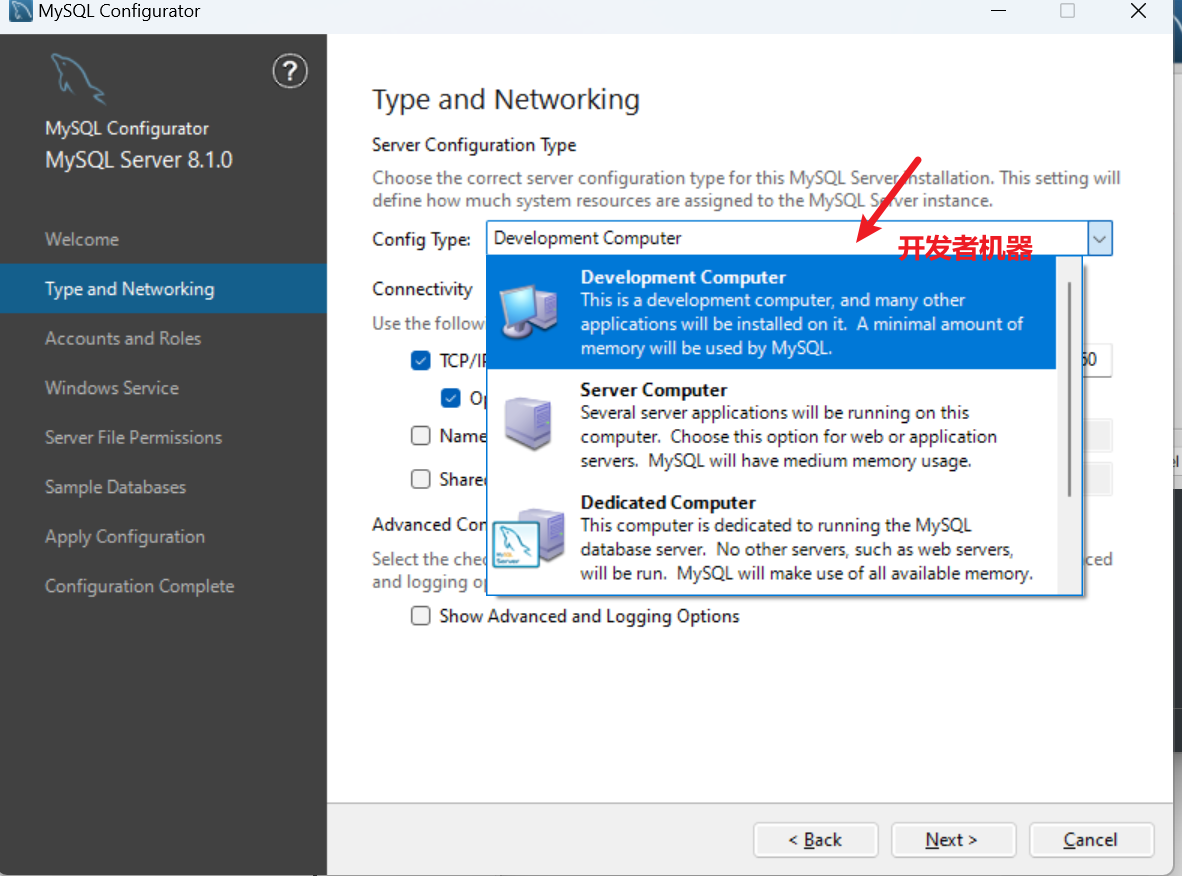 MySQL Configurator
?
MySQL Configurator
MySQL Server 8.1.0
Welcome
Type and Networking
Accounts and Roles
Windows Service
Server File Permissions
Sample Databases
Apply Configuration
Configuration Complete
Type and Networking
Server Configuration Type
Choose the correct server configuration type for this MySQL Server installation. This setting will
define how much system resources are assigned to the MySQL Server instance.
Config Type:
Development Computer
开发者机器
Development Computer
This is a development computer, and many other
applications will be installed on it. A minimal amount of
memory will be used by MySQL.
Server Computer
Several server applications will be running on this
computer. Choose this option for web or application
servers. MySQL will have medium memory usage.
Dedicated Computer
This computer is dedicated to running the MySQL
database server. No other servers, such as web servers,
will be run. MySQL will make use of all available memory.
Connectivity
Use the follow
TCP/IP
Op
60
Name
Share
Advanced Con
Select the chec
ced
and logging o
Show Advanced and Logging Options
< Back
Next >
Cancel